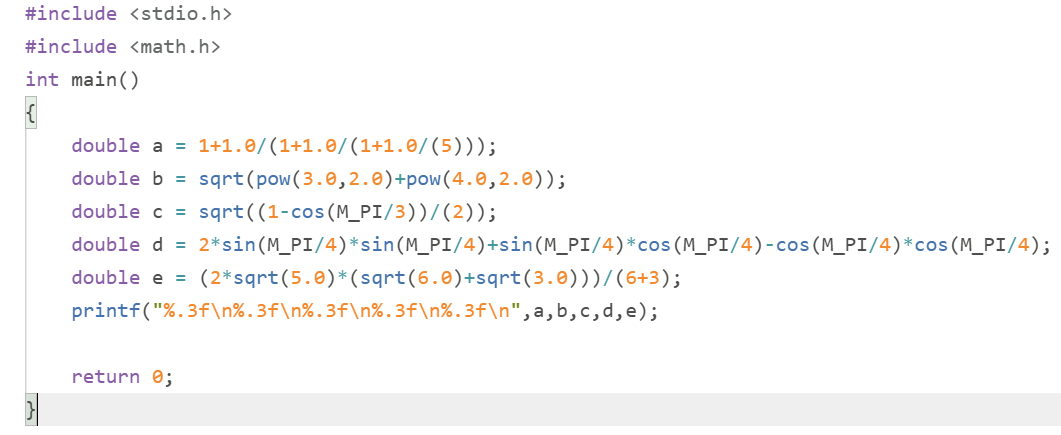 #include <stdio.h>
#include <math.h>
int main()
{
    double a = 1+1.0/(1+1.0/(1+1.0/(5)));
    double b = sqrt(pow(3.0,2.0)+pow(4.0,2.0));
    double c = sqrt((1-cos(M_PI/3))/(2));
    double d = 2*sin(M_PI/4)*sin(M_PI/4)+sin(M_PI/4)*cos(M_PI/4)-cos(M_PI/4)*cos(M_PI/4);
    double e = (2*sqrt(5.0)*(sqrt(6.0)+sqrt(3.0)))/(6+3);
    printf("%.3f\n%.3f\n%.3f\n%.3f\n%.3f\n",a,b,c,d,e);

    return 0;
}